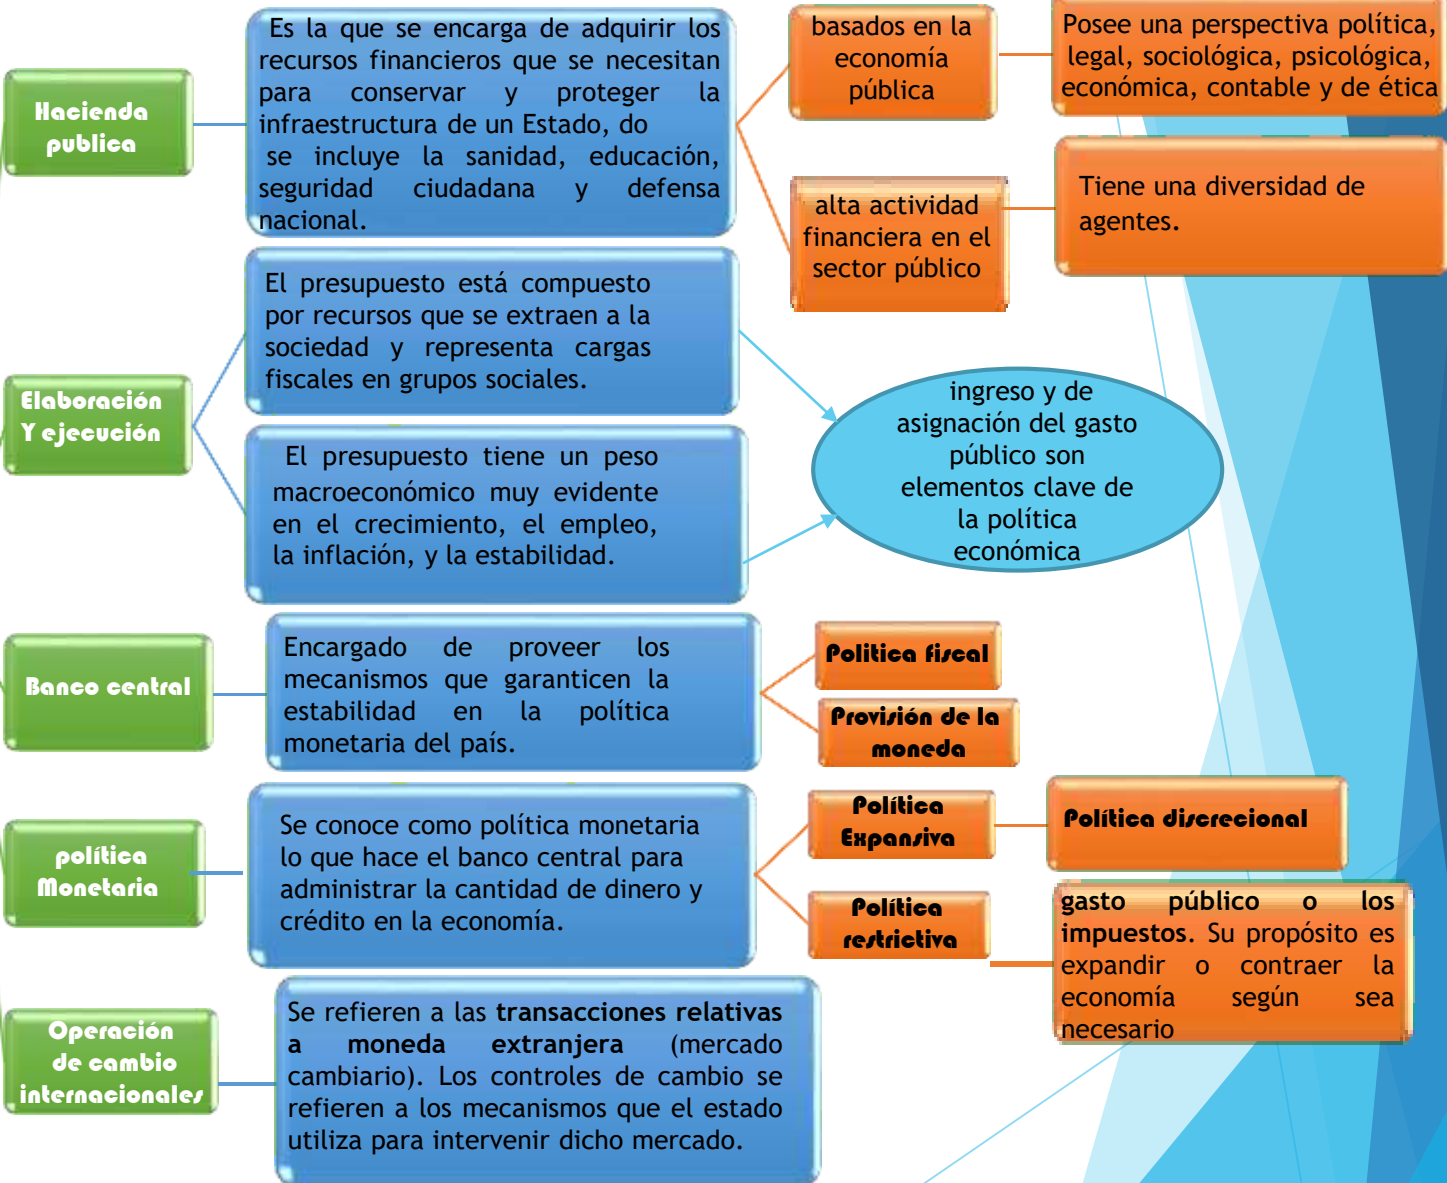 Hacienda
publica
Es la que se encarga de adquirir los
recursos financieros que se necesitan
para conservar y proteger la
infraestructura de un Estado, do
se incluye la sanidad, educación,
seguridad ciudadana y defensa
nacional.
basados en la
economía
pública
Posee una perspectiva política,
legal, sociológica, psicológica,
económica, contable y de ética
alta actividad
financiera en el
sector público
Tiene una diversidad de
agentes.
Elaboración
Y ejecución
El presupuesto está compuesto
por recursos que se extraen a la
sociedad y representa cargas
fiscales en grupos sociales.
El presupuesto tiene un peso
macroeconómico muy evidente
en el crecimiento, el empleo,
la inflación, y la estabilidad.
ingreso y de
asignación del gasto
público son
elementos clave de
la política
económica
Banco central
Encargado de proveer los
mecanismos que garanticen la
estabilidad en la política
monetaria del país.
Politica fiscal
Provisión de la
moneda
política
Monetaria
Se conoce como política monetaria
lo que hace el banco central para
administrar la cantidad de dinero y
crédito en la economía.
Política
Expansiva
Política discrecional
Política
restrictiva
gasto público o los
impuestos. Su propósito es
expandir o contraer la
economía según sea
necesario
Operación
de cambio
internacionales
Se refieren a las transacciones relativas
a moneda extranjera (mercado
cambiario). Los controles de cambio se
refieren a los mecanismos que el estado
utiliza para intervenir dicho mercado.